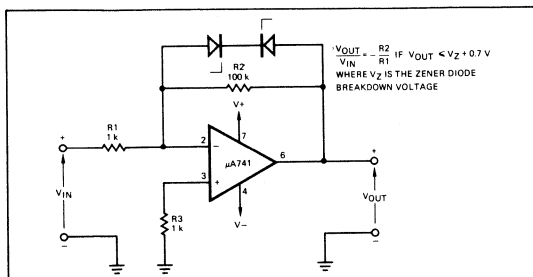 R2
100 k
VOUT
VIN
= - R2
R1
IF VOUT ≤ VZ + 0.7 V
WHERE VZ IS THE ZENER DIODE
BREAKDOWN VOLTAGE
V+
R1
1 k
2
−
7
μA741
6
3
+
4
V−
R3
1 k
+
VIN
−
+
VOUT
−